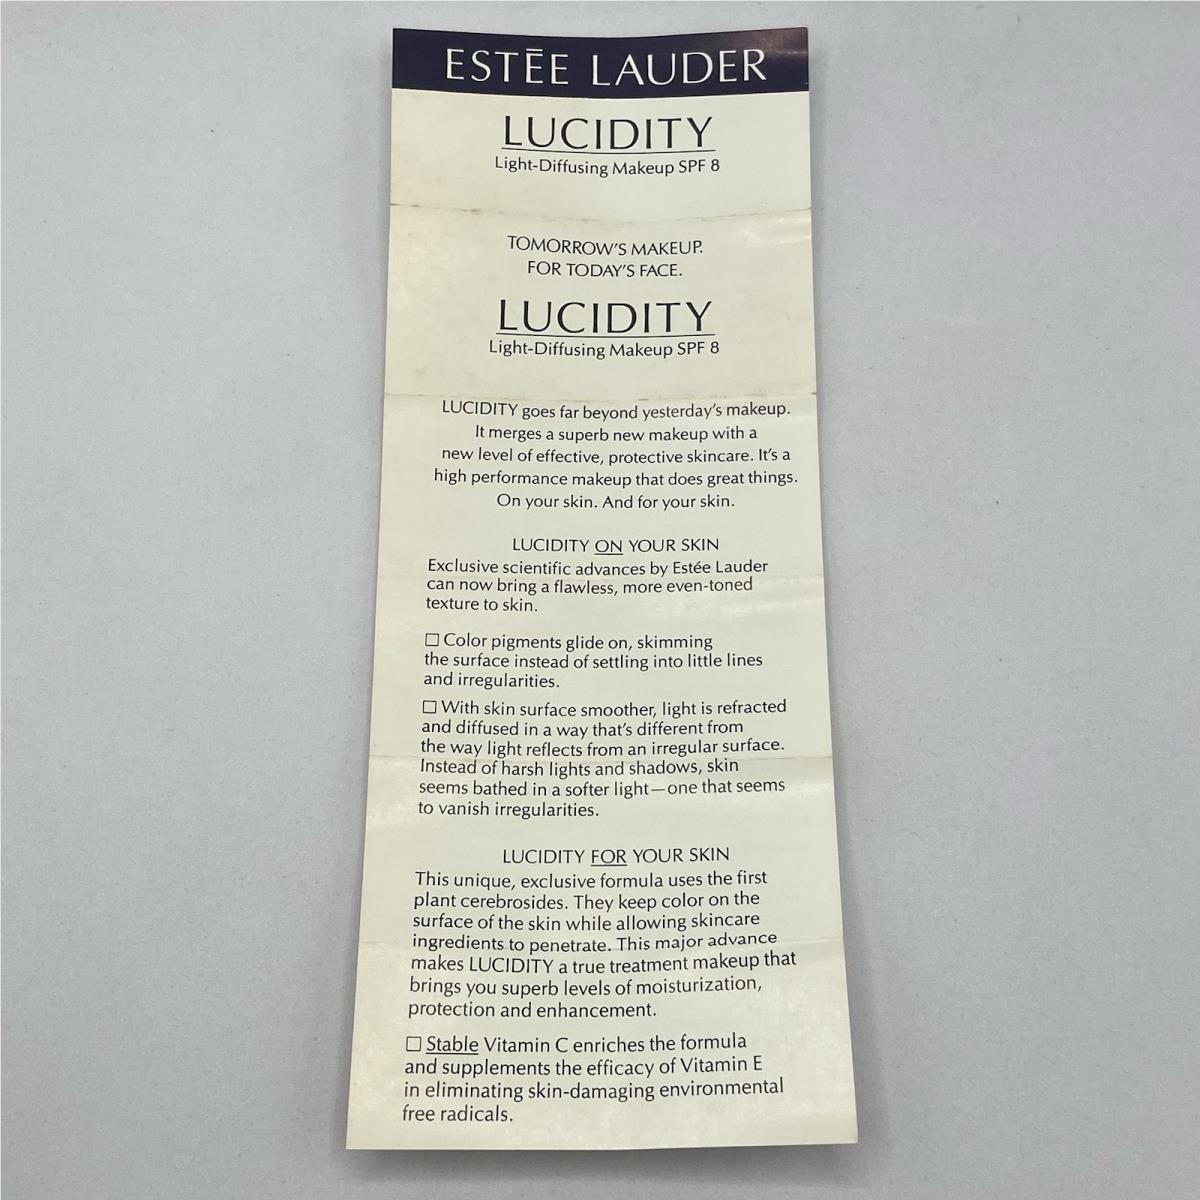 ESTĒE LAUDER
LUCIDITY
Light-Diffusing Makeup SPF 8
TOMORROW'S MAKEUP.
FOR TODAY'S FACE.
LUCIDITY
Light-Diffusing Makeup SPF 8
LUCIDITY goes far beyond yesterday's makeup.
It merges a superb new makeup with a
new level of effective, protective skincare. It's a
high performance makeup that does great things.
On your skin. And for your skin.
LUCIDITY ON YOUR SKIN
Exclusive scientific advances by Estée Lauder
can now bring a flawless, more even-toned
texture to skin.
☐ Color pigments glide on, skimming
the surface instead of settling into little lines
and irregularities.
☐ With skin surface smoother, light is refracted
and diffused in a way that's different from
the way light reflects from an irregular surface.
Instead of harsh lights and shadows, skin
seems bathed in a softer light—one that seems
to vanish irregularities.
LUCIDITY FOR YOUR SKIN
This unique, exclusive formula uses the first
plant cerebrosides. They keep color on the
surface of the skin while allowing skincare
ingredients to penetrate. This major advance
makes LUCIDITY a true treatment makeup that
brings you superb levels of moisturization,
protection and enhancement.
☐ Stable Vitamin C enriches the formula
and supplements the efficacy of Vitamin E
in eliminating skin-damaging environmental
free radicals.